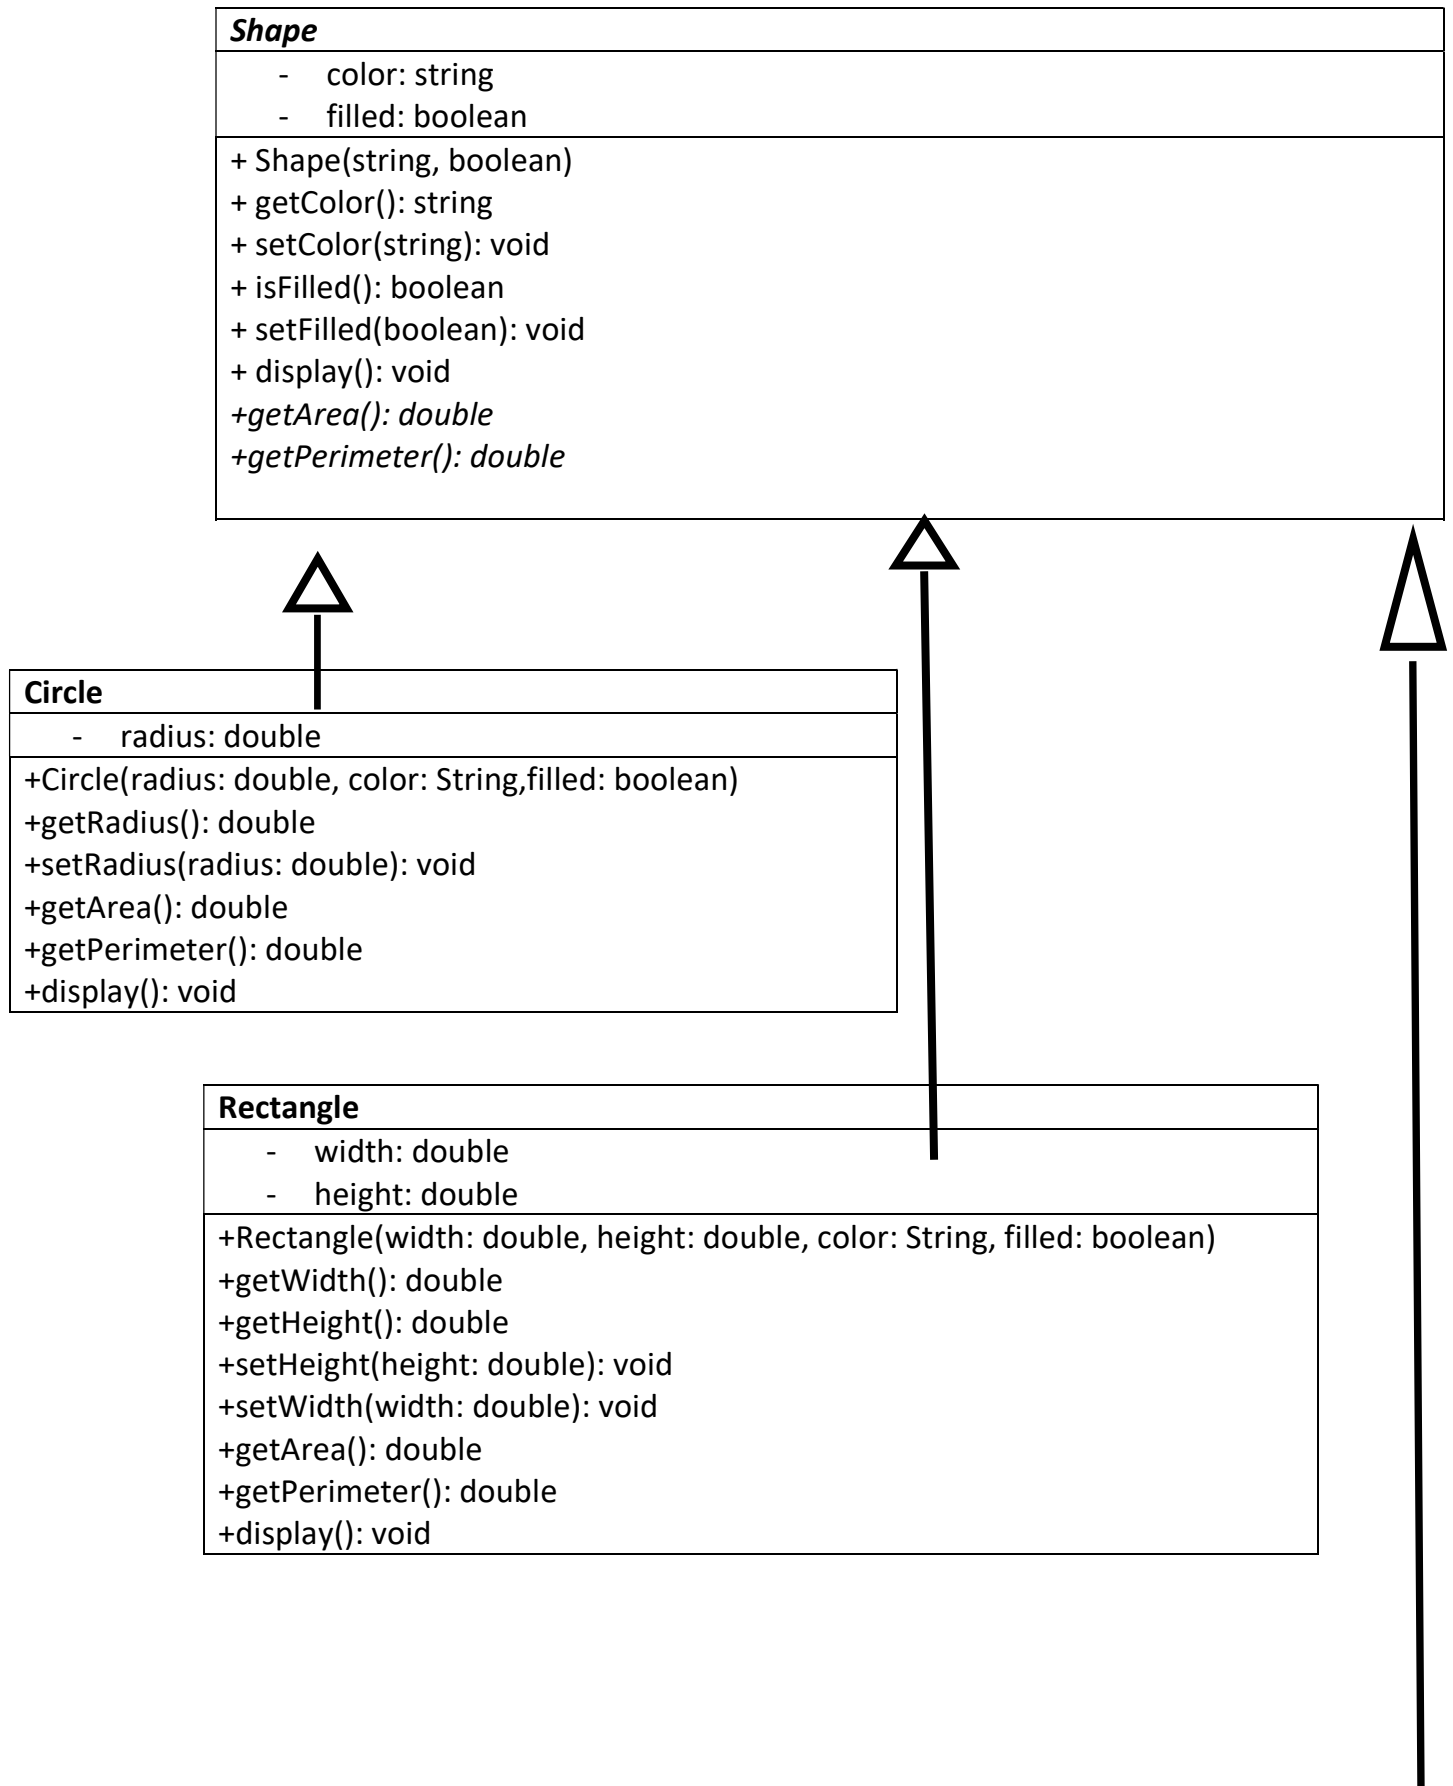 Shape
- color: string
- filled: boolean
+ Shape(string, boolean)
+ getColor(): string
+ setColor(string): void
+ isFilled(): boolean
+ setFilled(boolean): void
+ display(): void
+getArea(): double
+getPerimeter(): double
Circle
- radius: double
+Circle(radius: double, color: String,filled: boolean)
+getRadius(): double
+setRadius(radius: double): void
+getArea(): double
+getPerimeter(): double
+display(): void
Rectangle
- width: double
- height: double
+Rectangle(width: double, height: double, color: String, filled: boolean)
+getWidth(): double
+getHeight(): double
+setHeight(height: double): void
+setWidth(width: double): void
+getArea(): double
+getPerimeter(): double
+display(): void